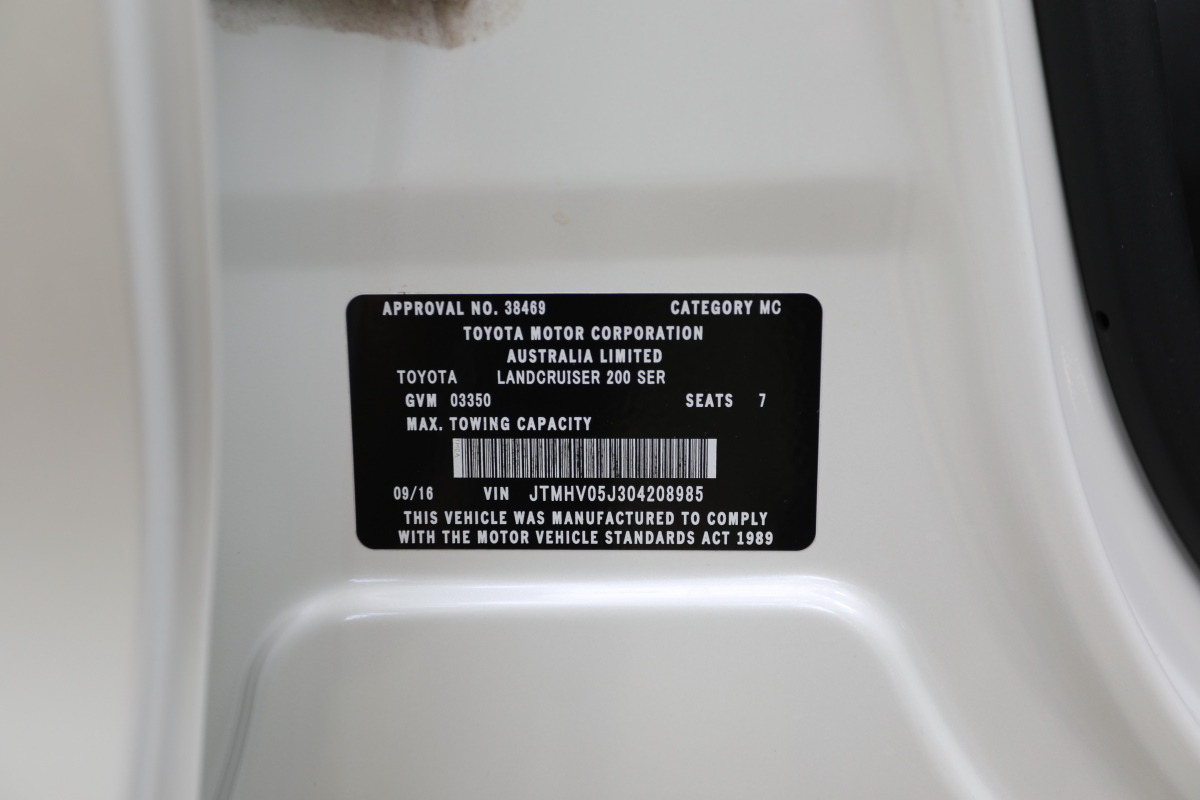 APPROVAL NO. 38469 CATEGORY MC
TOYOTA MOTOR CORPORATION
AUSTRALIA LIMITED
TOYOTA LANDCRUISER 200 SER
GVM 03350 SEATS 7
MAX. TOWING CAPACITY
09/16 VIN JTMHV05J304208985
THIS VEHICLE WAS MANUFACTURED TO COMPLY
WITH THE MOTOR VEHICLE STANDARDS ACT 1989